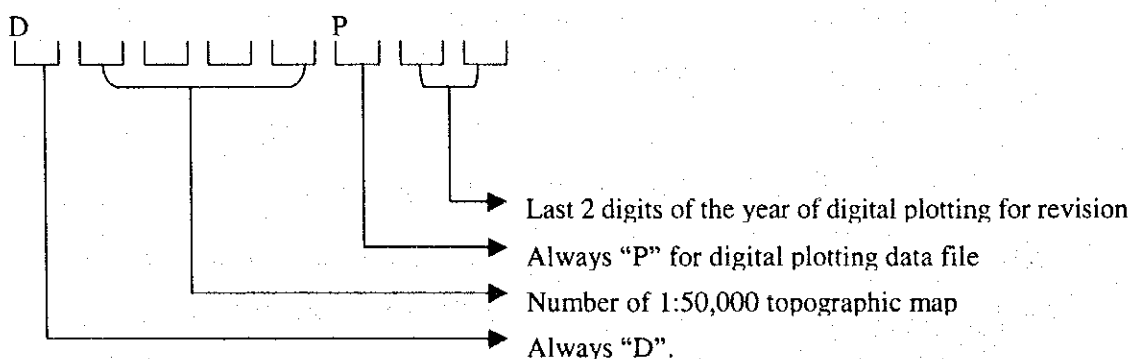 D P
Last 2 digits of the year of digital plotting for revision
Always “P” for digital plotting data file
Number of 1:50,000 topographic map
Always “D”.